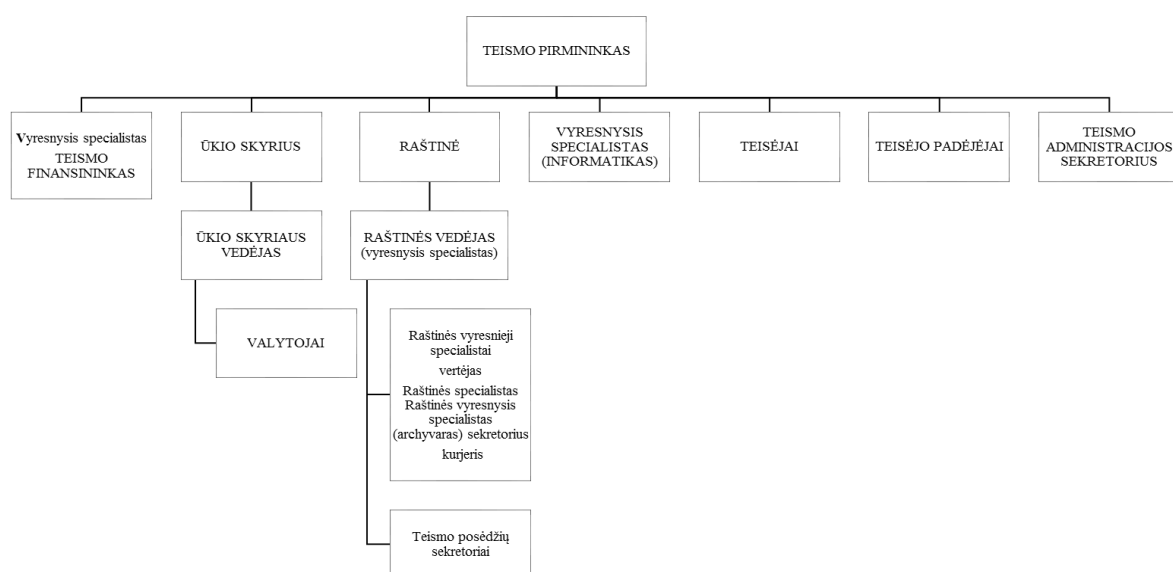 TEISMO PIRMININKAS
Vyresnysis specialistas
TEISMO
FINANSININKAS
ŪKIO SKYRIUS
RAŠTINĖ
VYRESNYSIS
SPECIALISTAS
(INFORMATIKAS)
TEISĖJAI
TEISĖJO PADĖJĖJAI
TEISMO
ADMINISTRACIJOS
SEKRETORIUS
ŪKIO SKYRIAUS
VEDĖJAS
RAŠTINĖS VEDĖJAS
(vyresnysis specialistas)
VALYTOJAI
Raštinės vyresnieji
specialistai
vertėjas
Raštinės specialistas
Raštinės vyresnysis
specialistas
(archyvaras) sekretorius
kurjeris
Teismo posėdžių
sekretoriai